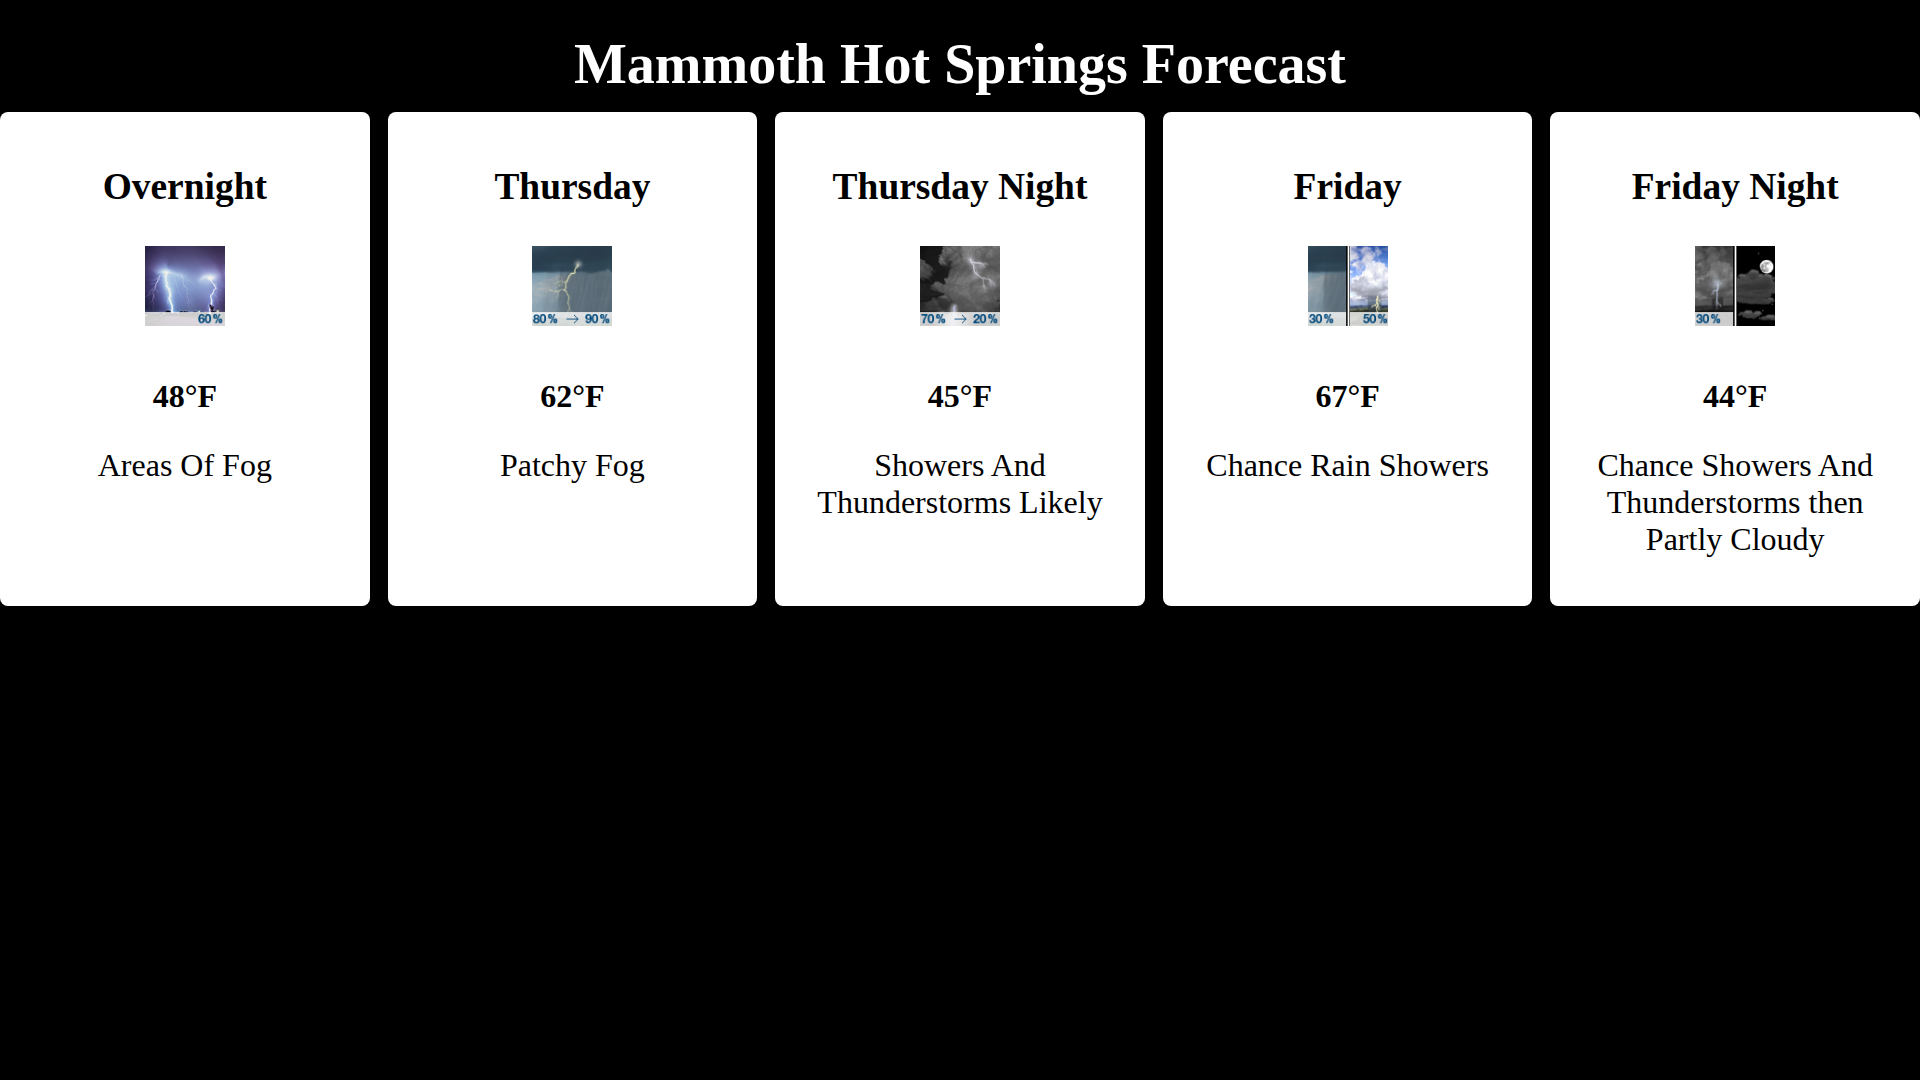 Mammoth Hot Springs Forecast
Overnight
60%
48°F
Areas Of Fog
Thursday
80% → 90%
62°F
Patchy Fog
Thursday Night
70% → 20%
45°F
Showers And
Thunderstorms Likely
Friday
30% 50%
67°F
Chance Rain Showers
Friday Night
30%
44°F
Chance Showers And
Thunderstorms then
Partly Cloudy